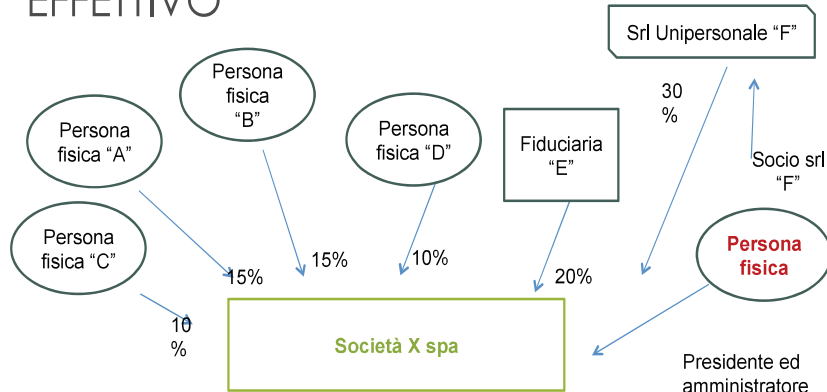 EFFETTIVO
Srl Unipersonale “F”
Persona
fisica
“B”
30
%
Persona
fisica “A”
Persona
fisica “D”
Fiduciaria
“E”
Socio srl
“F”
Persona
fisica “C”
Persona
fisica
15%
15%
10%
20%
10
%
Società X spa
Presidente ed
amministratore